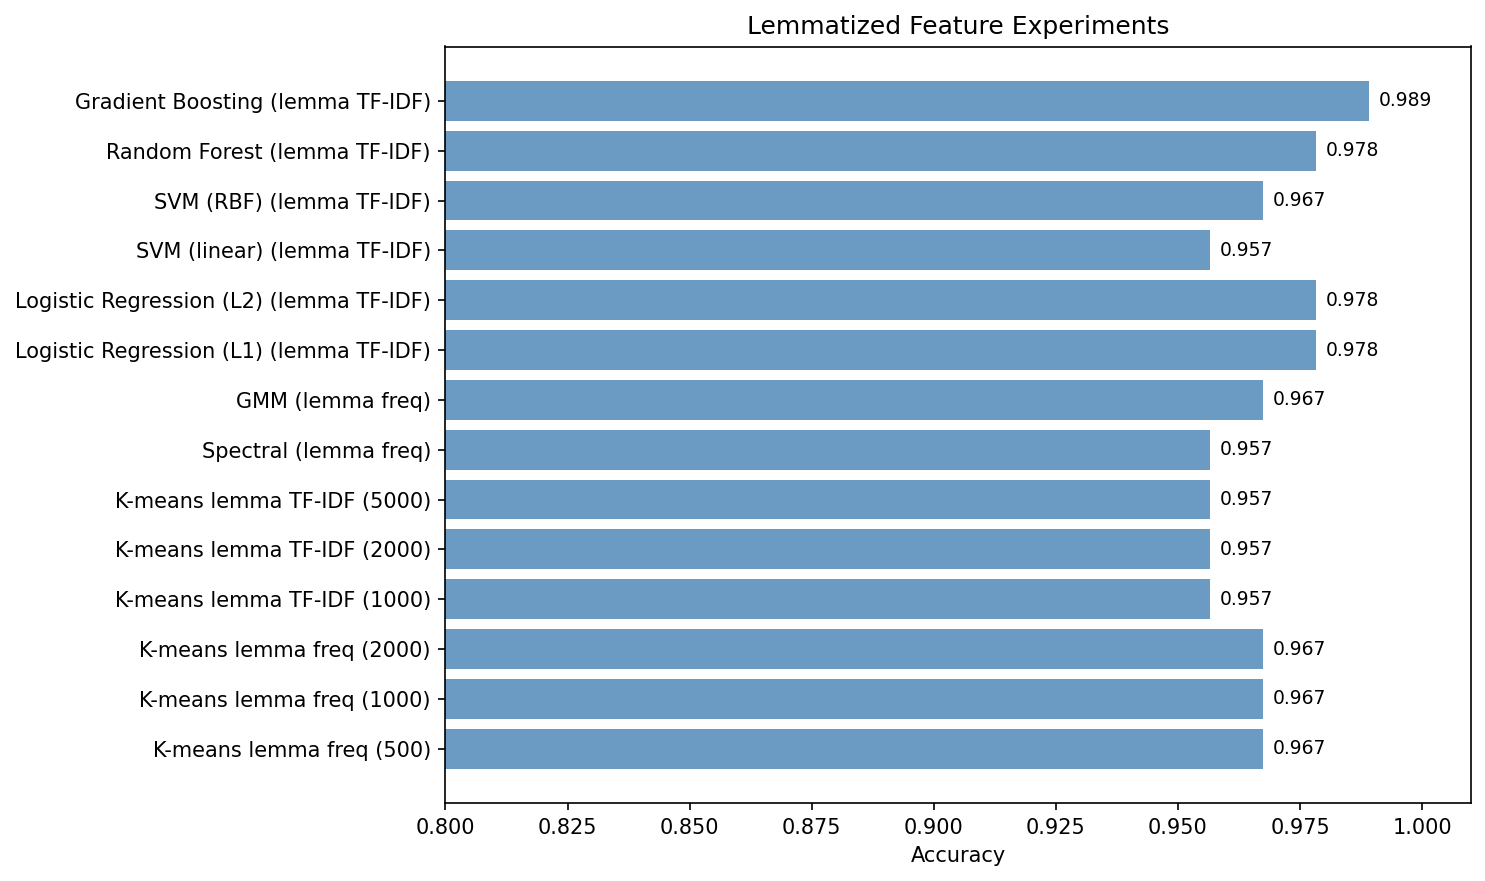 Lemmatized Feature Experiments
Gradient Boosting (lemma TF-IDF) 0.989
Random Forest (lemma TF-IDF) 0.978
SVM (RBF) (lemma TF-IDF) 0.967
SVM (linear) (lemma TF-IDF) 0.957
Logistic Regression (L2) (lemma TF-IDF) 0.978
Logistic Regression (L1) (lemma TF-IDF) 0.978
GMM (lemma freq) 0.967
Spectral (lemma freq) 0.957
K-means lemma TF-IDF (5000) 0.957
K-means lemma TF-IDF (2000) 0.957
K-means lemma TF-IDF (1000) 0.957
K-means lemma freq (2000) 0.967
K-means lemma freq (1000) 0.967
K-means lemma freq (500) 0.967
0.800 0.825 0.850 0.875 0.900 0.925 0.950 0.975 1.000
Accuracy